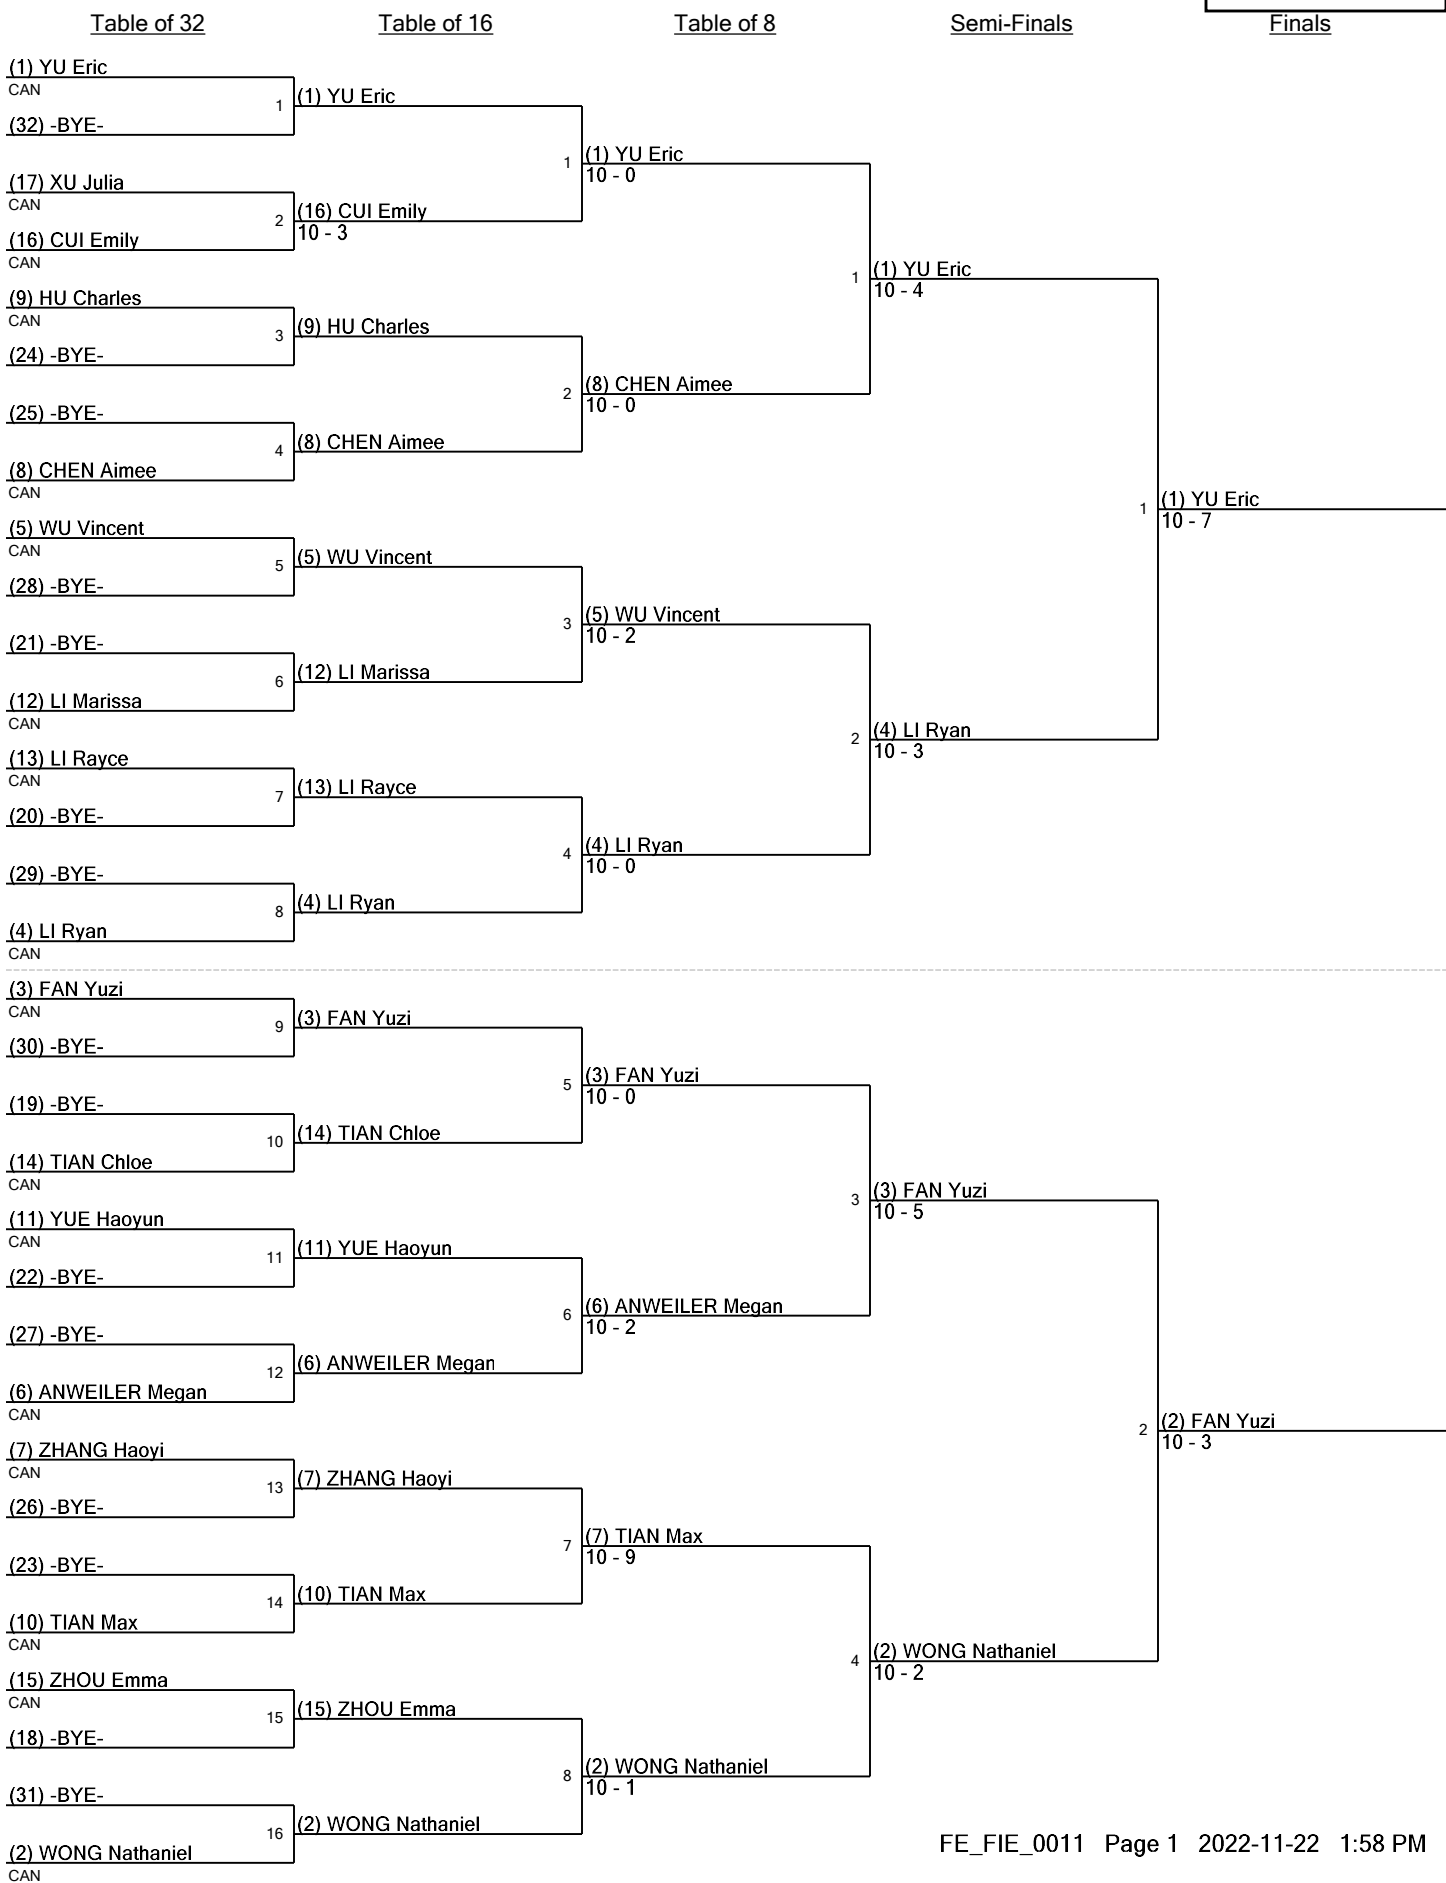 Table of 32 Table of 16 Table of 8 Semi-Finals Finals
(1) YU Eric
CAN
1
(32) -BYE-
(17) XU Julia
CAN
2
(16) CUI Emily
CAN
(9) HU Charles
CAN
3
(24) -BYE-
(25) -BYE-
4
(8) CHEN Aimee
CAN
(5) WU Vincent
CAN
5
(28) -BYE-
(21) -BYE-
6
(12) LI Marissa
CAN
(13) LI Rayce
CAN
7
(20) -BYE-
(29) -BYE-
8
(4) LI Ryan
CAN
(3) FAN Yuzi
CAN
9
(30) -BYE-
(19) -BYE-
10
(14) TIAN Chloe
CAN
(11) YUE Haoyun
CAN
11
(22) -BYE-
(27) -BYE-
12
(6) ANWEILER Megan
CAN
(7) ZHANG Haoyi
CAN
13
(26) -BYE-
(23) -BYE-
14
(10) TIAN Max
CAN
(15) ZHOU Emma
CAN
15
(18) -BYE-
(31) -BYE-
16
(2) WONG Nathaniel
CAN
(1) YU Eric
1
(16) CUI Emily
10 - 3
(9) HU Charles
2
(8) CHEN Aimee
(5) WU Vincent
3
(12) LI Marissa
(13) LI Rayce
4
(4) LI Ryan
(3) FAN Yuzi
5
(14) TIAN Chloe
(11) YUE Haoyun
6
(6) ANWEILER Megan
(7) ZHANG Haoyi
7
(10) TIAN Max
(15) ZHOU Emma
8
(2) WONG Nathaniel
(1) YU Eric
10 - 0
1
(8) CHEN Aimee
10 - 0
(5) WU Vincent
10 - 2
2
(4) LI Ryan
10 - 0
(3) FAN Yuzi
10 - 0
3
(6) ANWEILER Megan
10 - 2
(7) TIAN Max
10 - 9
4
(2) WONG Nathaniel
10 - 1
(1) YU Eric
10 - 4
1
(4) LI Ryan
10 - 3
(3) FAN Yuzi
10 - 5
2
(2) WONG Nathaniel
10 - 2
(1) YU Eric
10 - 7
(2) FAN Yuzi
10 - 3
FE_FIE_0011 Page 1 2022-11-22 1:58 PM